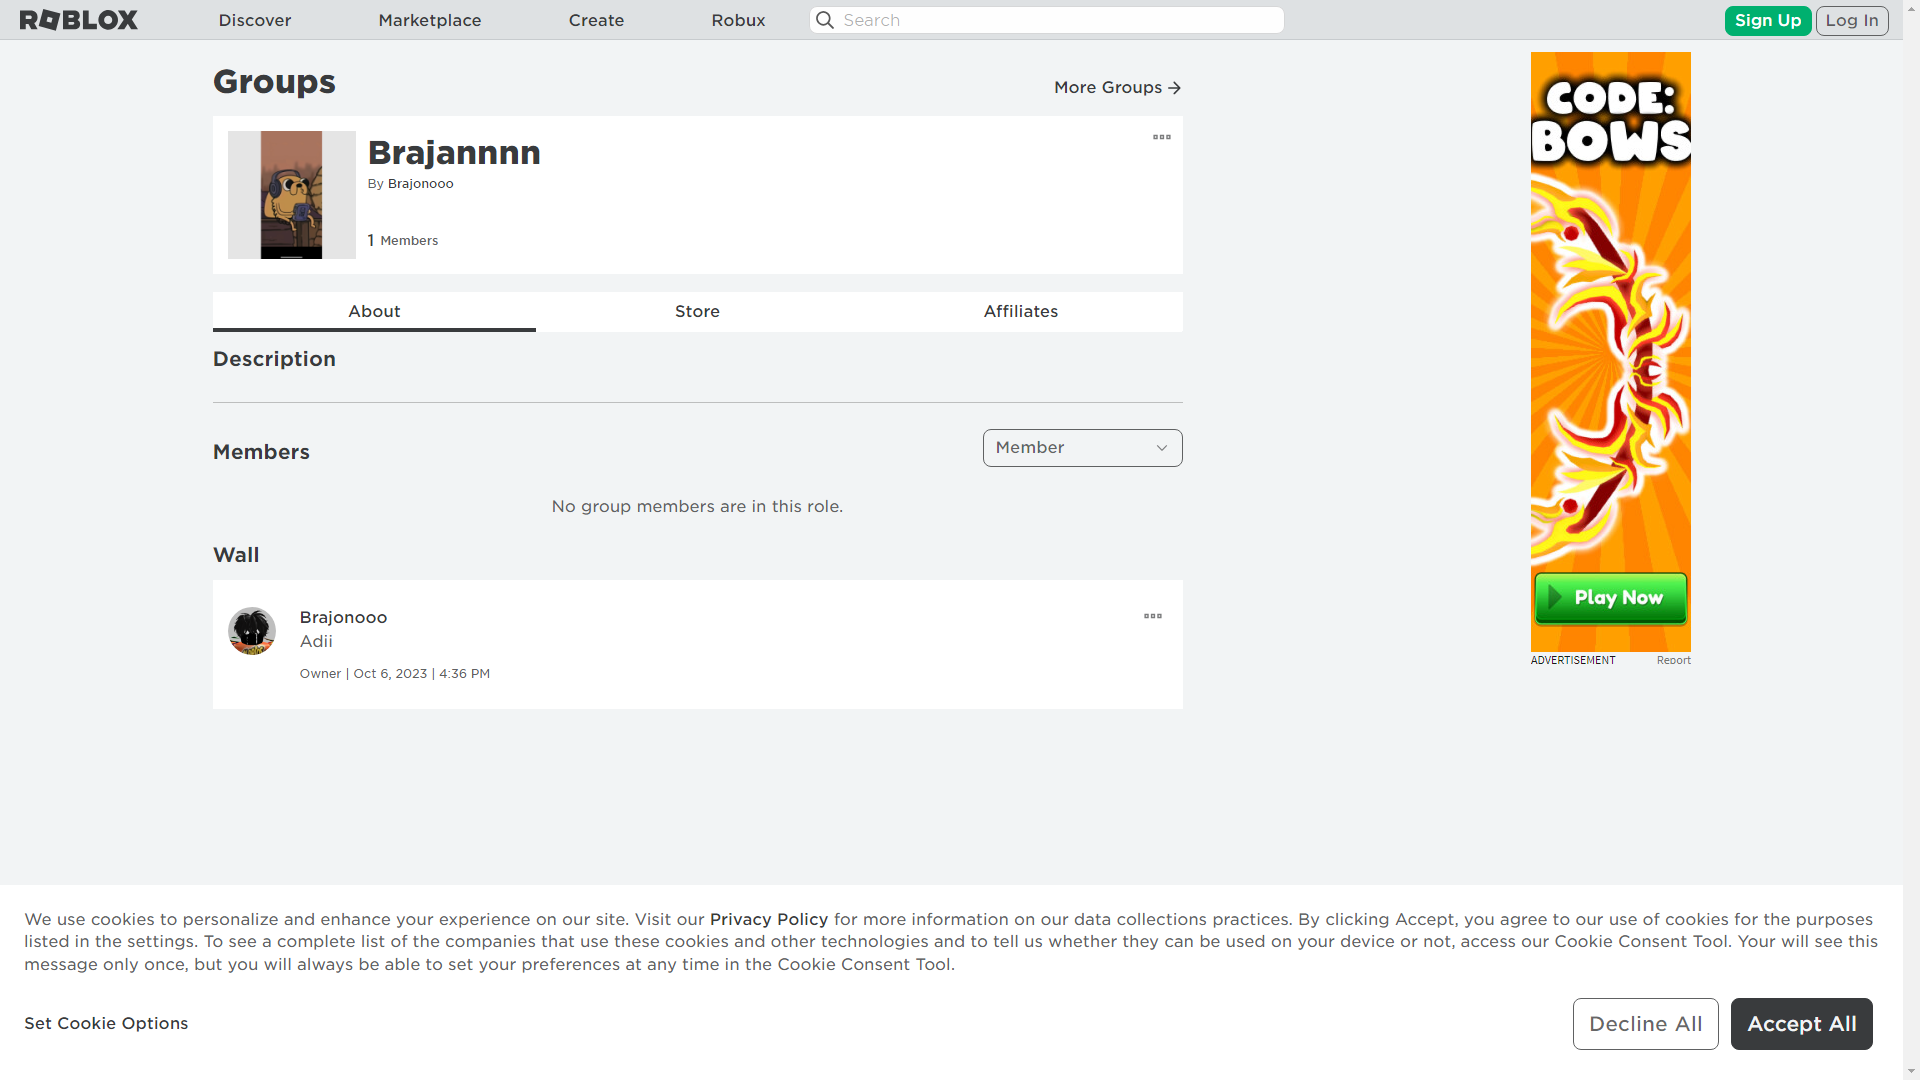 ROBLOX
Discover
Marketplace
Create
Robux
Search
Sign Up
Log In
Groups
More Groups
Brajannnn
By Brajonooo
1 Members
About
Store
Affiliates
Description
Members
Member
No group members are in this role.
Wall
Brajonooo
Adii
Owner | Oct 6, 2023 | 4:36 PM
CODE:
BOWS
Play Now
ADVERTISEMENT
Report
We use cookies to personalize and enhance your experience on our site. Visit our Privacy Policy for more information on our data collections practices. By clicking Accept, you agree to our use of cookies for the purposes
listed in the settings. To see a complete list of the companies that use these cookies and other technologies and to tell us whether they can be used on your device or not, access our Cookie Consent Tool. Your will see this
message only once, but you will always be able to set your preferences at any time in the Cookie Consent Tool.
Set Cookie Options
Decline All
Accept All